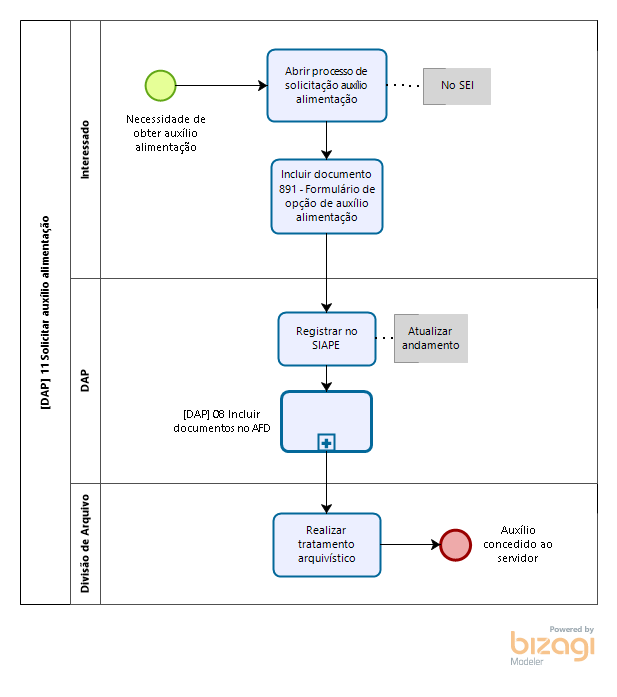 [DAP] 11 Solicitar auxílio alimentação
Interessado
Necessidade de
obter auxílio
alimentação
Abrir processo de
solicitação auxílio
alimentação
No SEI
Incluir documento
891 - Formulário de
opção de auxílio
alimentação
DAP
Registrar no
SIAPE
Atualizar
andamento
[DAP] 08 Incluir
documentos no AFD
Divisão de Arquivo
Realizar
tratamento
arquivístico
Auxílio
concedido ao
servidor
Powered by
bizagi
Modeler